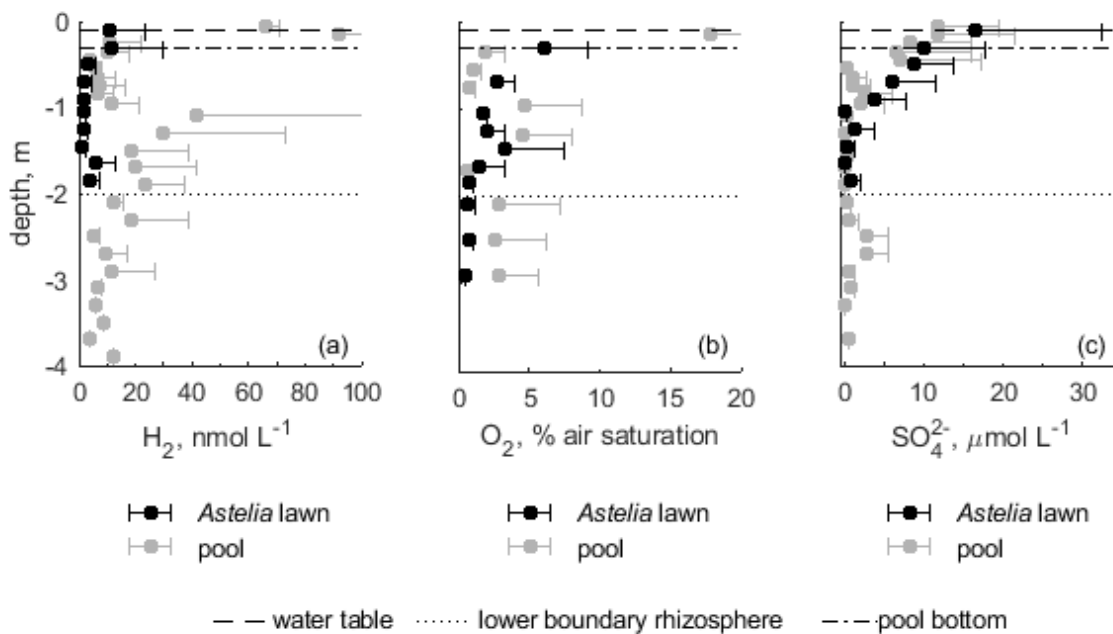 0
-1
-2
-3
-4
depth, m
(a)
(b)
(c)
0 20 40 60 80 100
0 5 10 15 20
0 10 20 30
H₂, nmol L⁻¹
O₂, % air saturation
SO₄²⁻, μmol L⁻¹
Astelia lawn
Astelia lawn
Astelia lawn
pool
pool
pool
water table
lower boundary rhizosphere
pool bottom